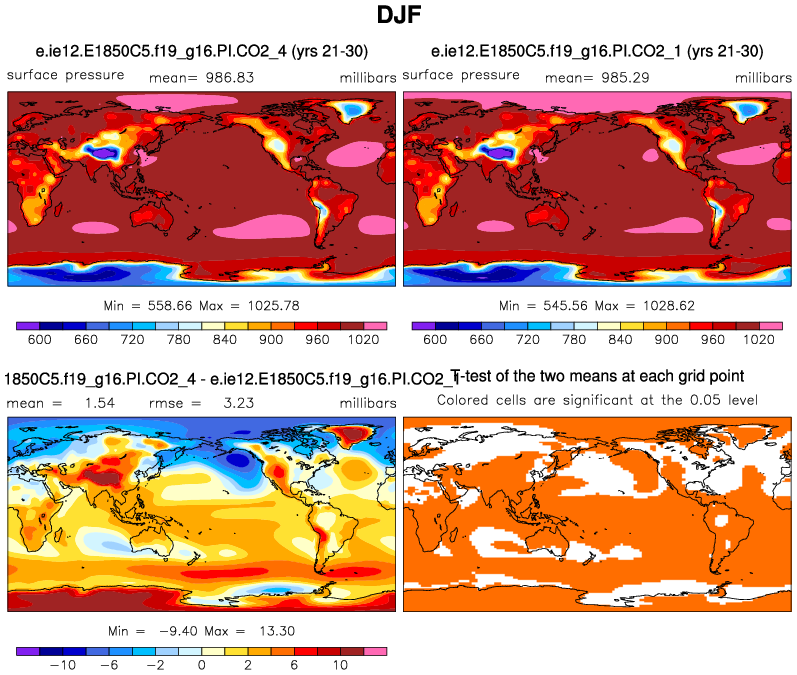 DJF
e.ie12.E1850C5.f19_g16.PI.CO2_4 (yrs 21-30)
surface pressure mean= 986.83 millibars
Min = 558.66 Max = 1025.78
600 660 720 780 840 900 960 1020
e.ie12.E1850C5.f19_g16.PI.CO2_1 (yrs 21-30)
surface pressure mean= 985.29 millibars
Min = 545.56 Max = 1028.62
600 660 720 780 840 900 960 1020
1850C5.f19_g16.PI.CO2_4 - e.ie12.E1850C5.f19_g16.PI.CO2_1
mean = 1.54 rmse = 3.23 millibars
Min = -9.40 Max = 13.30
-10 -6 -2 0 2 6 10
T-test of the two means at each grid point
Colored cells are significant at the 0.05 level